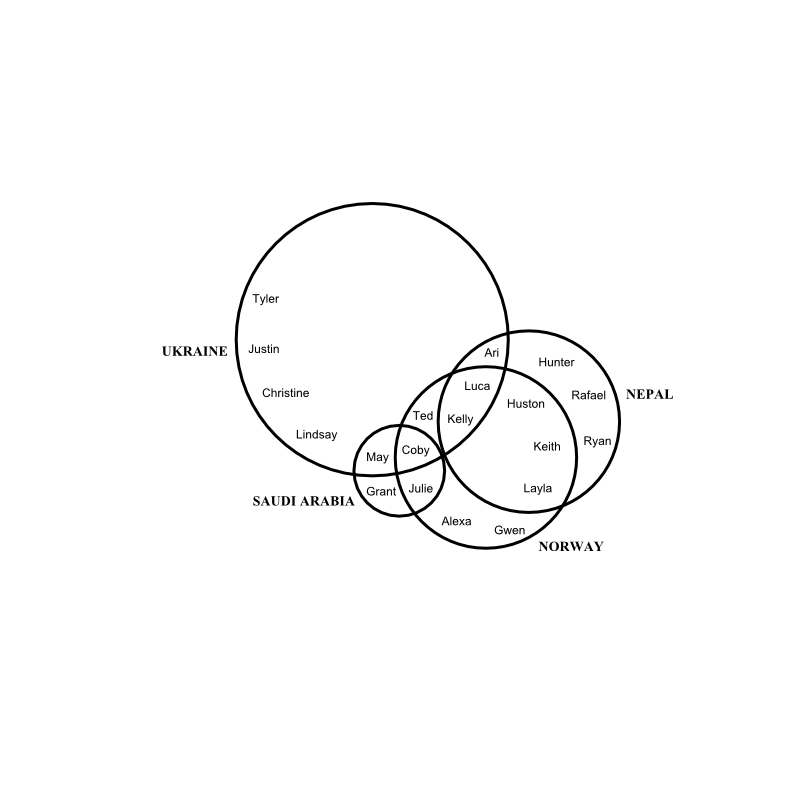 Tyler
UKRAINE
Justin
Christine
Lindsay
Ari
Hunter
Luca
Huston
Rafael
NEPAL
Ted
Kelly
Keith
Ryan
May
Coby
SAUDI ARABIA
Grant
Julie
Layla
Alexa
Gwen
NORWAY